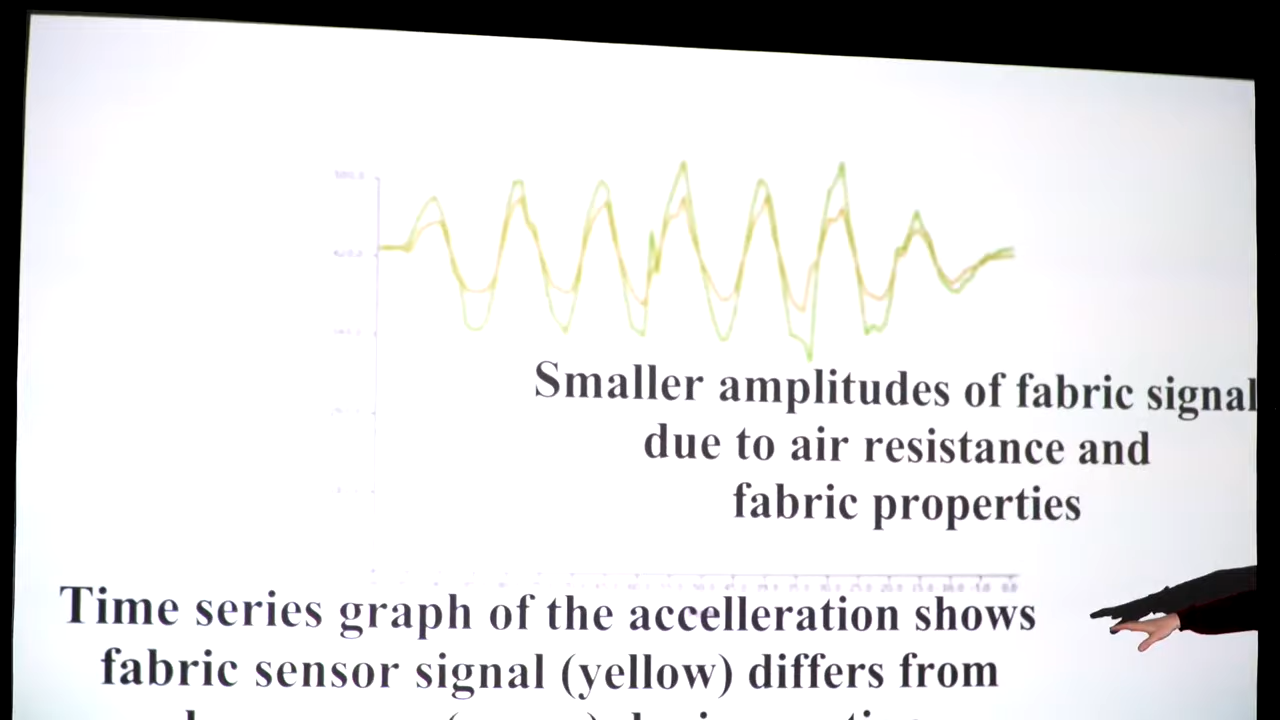 Smaller amplitudes of fabric signal
due to air resistance and
fabric properties
Time series graph of the accelleration shows
fabric sensor signal (yellow) differs from